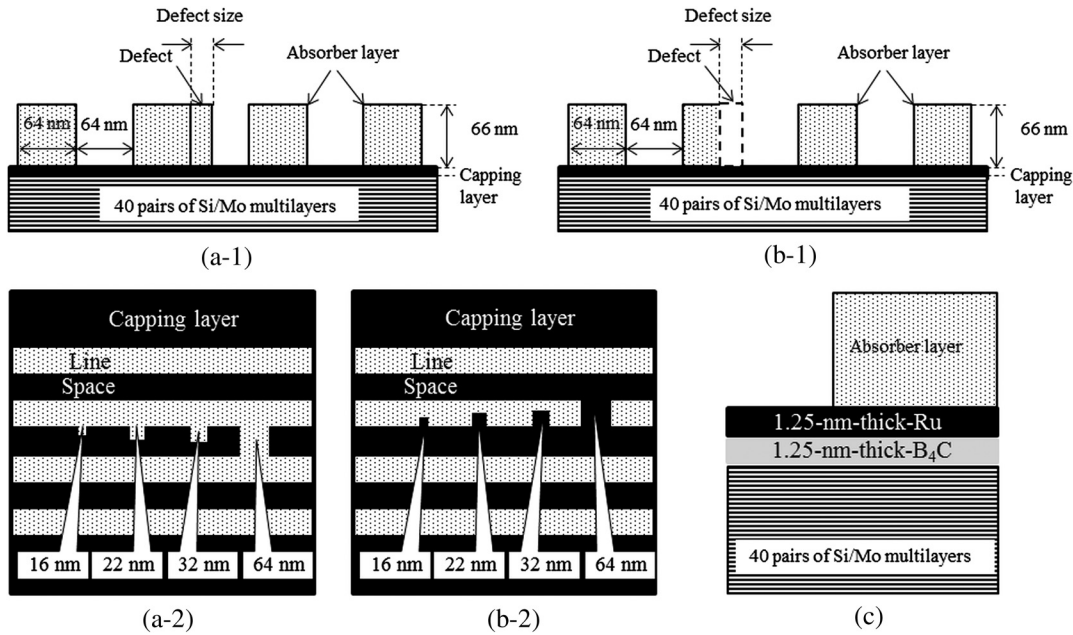 Defect size
Defect
Absorber layer
64 nm
64 nm
66 nm
Capping
layer
40 pairs of Si/Mo multilayers
(a-1)
Defect size
Defect
Absorber layer
64 nm
64 nm
66 nm
Capping
layer
40 pairs of Si/Mo multilayers
(b-1)
Capping layer
Line
Space
16 nm
22 nm
32 nm
64 nm
(a-2)
Capping layer
Line
Space
16 nm
22 nm
32 nm
64 nm
(b-2)
Absorber layer
1.25-nm-thick-Ru
1.25-nm-thick-B₄C
40 pairs of Si/Mo multilayers
(c)